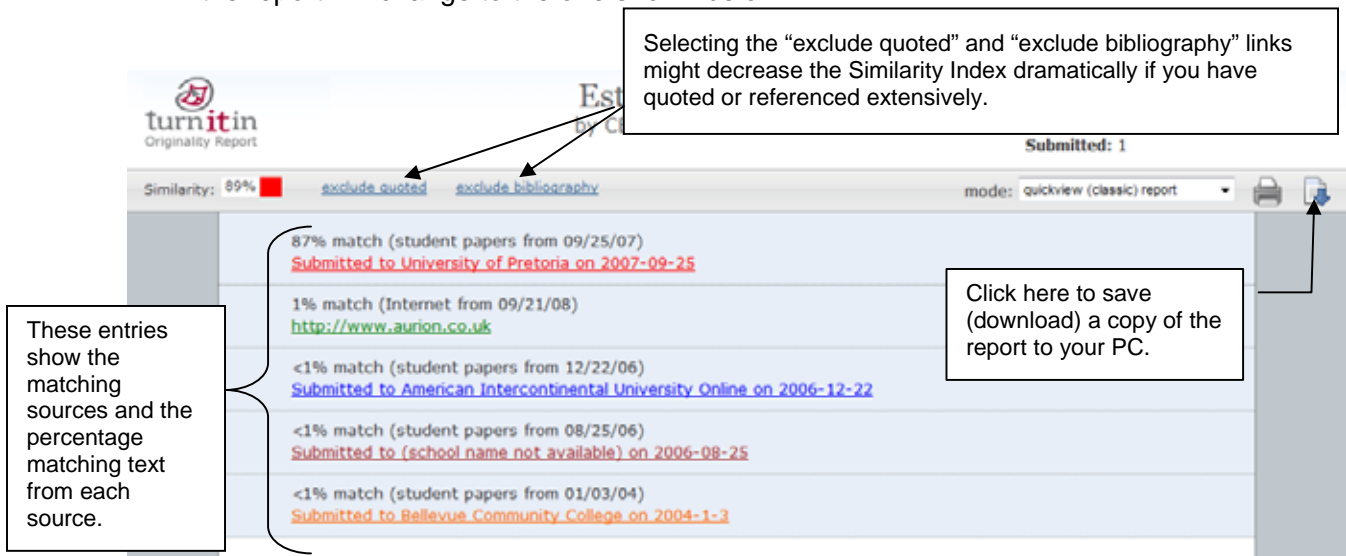 Selecting the “exclude quoted” and “exclude bibliography” links
might decrease the Similarity Index dramatically if you have
quoted or referenced extensively.
turnitin
Originality Report
Est
by
Submitted: 1
Similarity: 89% exclude quoted exclude bibliography mode: quickview (classic) report
87% match (student papers from 09/25/07)
Submitted to University of Pretoria on 2007-09-25
1% match (Internet from 09/21/08)
http://www.aurion.co.uk
<1% match (student papers from 12/22/06)
Submitted to American Intercontinental University Online on 2006-12-22
<1% match (student papers from 08/25/06)
Submitted to (school name not available) on 2006-08-25
<1% match (student papers from 01/03/04)
Submitted to Bellevue Community College on 2004-1-3
These entries
show the
matching
sources and the
percentage
matching text
from each
source.
Click here to save
(download) a copy of the
report to your PC.